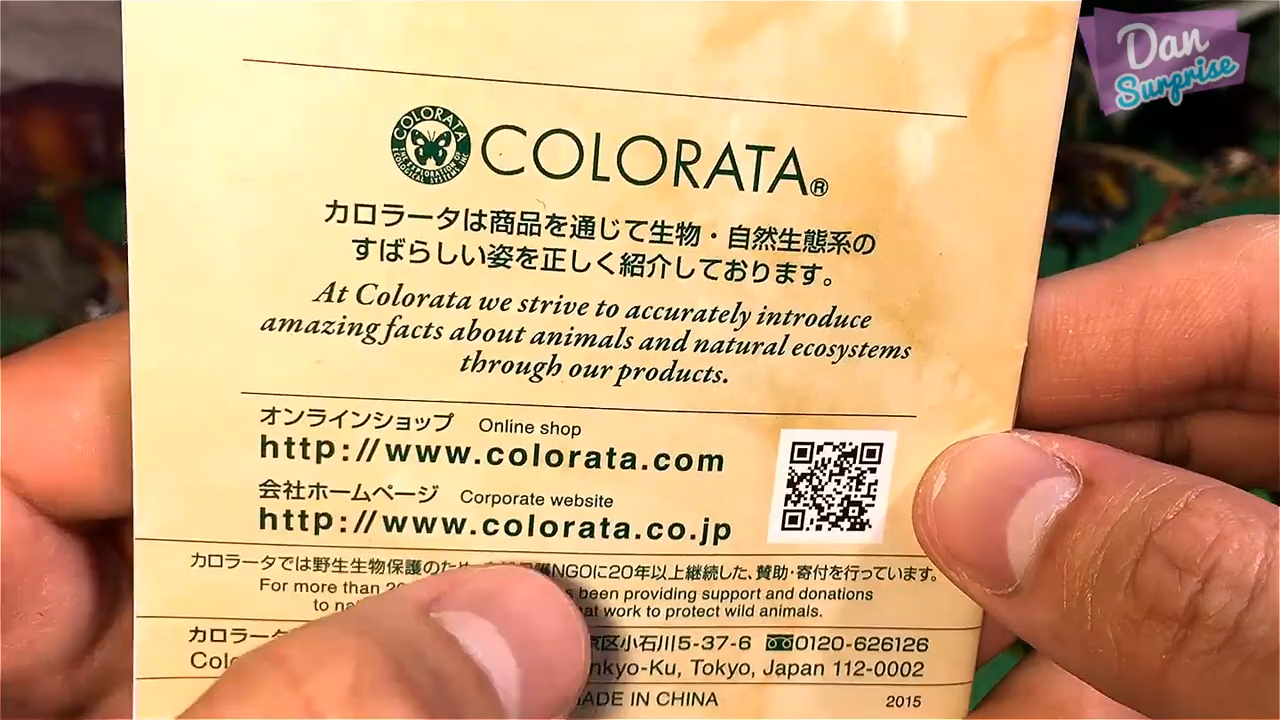 Dan
Surprise
COLORATA
COLORATA®
カロラータは商品を通じて生物・自然生態系の
すばらしい姿を正しく紹介しております。
At Colorata we strive to accurately introduce
amazing facts about animals and natural ecosystems
through our products.
オンラインショップ Online shop
http://www.colorata.com
会社ホームページ Corporate website
http://www.colorata.co.jp
カロラータでは野生生物保護のため NGOに20年以上継続した、賛助・寄付を行っています。
For more than been providing support and donations
to work to protect wild animals.
カロラー 区小石川5-37-6 0120-626126
Tokyo, Japan 112-0002
IN CHINA 2015